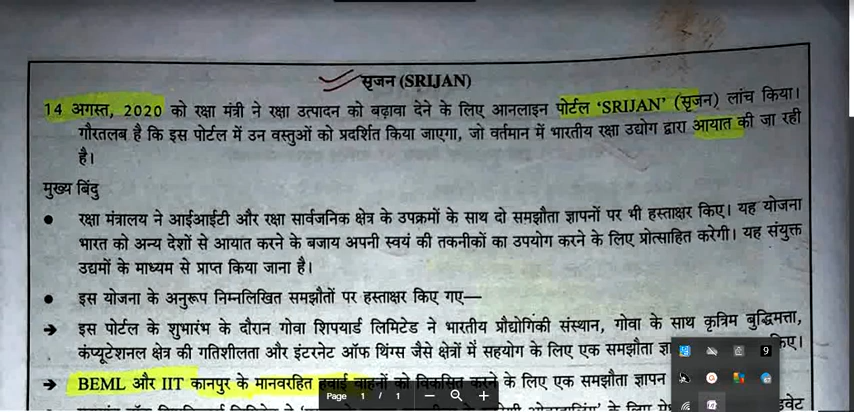 सृजन (SRIJAN)
14 अगस्त, 2020 को रक्षा मंत्री ने रक्षा उत्पादन को बढ़ावा देने के लिए आनलाइन पोर्टल ‘SRIJAN’ (सृजन) लांच किया।
गौरतलब है कि इस पोर्टल में उन वस्तुओं को प्रदर्शित किया जाएगा, जो वर्तमान में भारतीय रक्षा उद्योग द्वारा आयात की जा रही
है।
मुख्य बिंदु
● रक्षा मंत्रालय ने आईआईटी और रक्षा सार्वजनिक क्षेत्र के उपक्रमों के साथ दो समझौता ज्ञापनों पर भी हस्ताक्षर किए। यह योजना
भारत को अन्य देशों से आयात करने के बजाय अपनी स्वयं की तकनीकों का उपयोग करने के लिए प्रोत्साहित करेगी। यह संयुक्त
उद्यमों के माध्यम से प्राप्त किया जाना है।
● इस योजना के अनुरूप निम्नलिखित समझौतों पर हस्ताक्षर किए गए—
➔ इस पोर्टल के शुभारंभ के दौरान गोवा शिपयार्ड लिमिटेड ने भारतीय प्रौद्योगिकी संस्थान, गोवा के साथ कृत्रिम बुद्धिमत्ता,
कंप्यूटेशनल क्षेत्र की गतिशीलता और इंटरनेट ऑफ थिंग्स जैसे क्षेत्रों में सहयोग के लिए एक समझौता किए।
➔ BEML और IIT कानपुर के मानवरहित हवाई वाहनों को विकसित करने के लिए एक समझौता ज्ञापन
Page 1 / 1
9